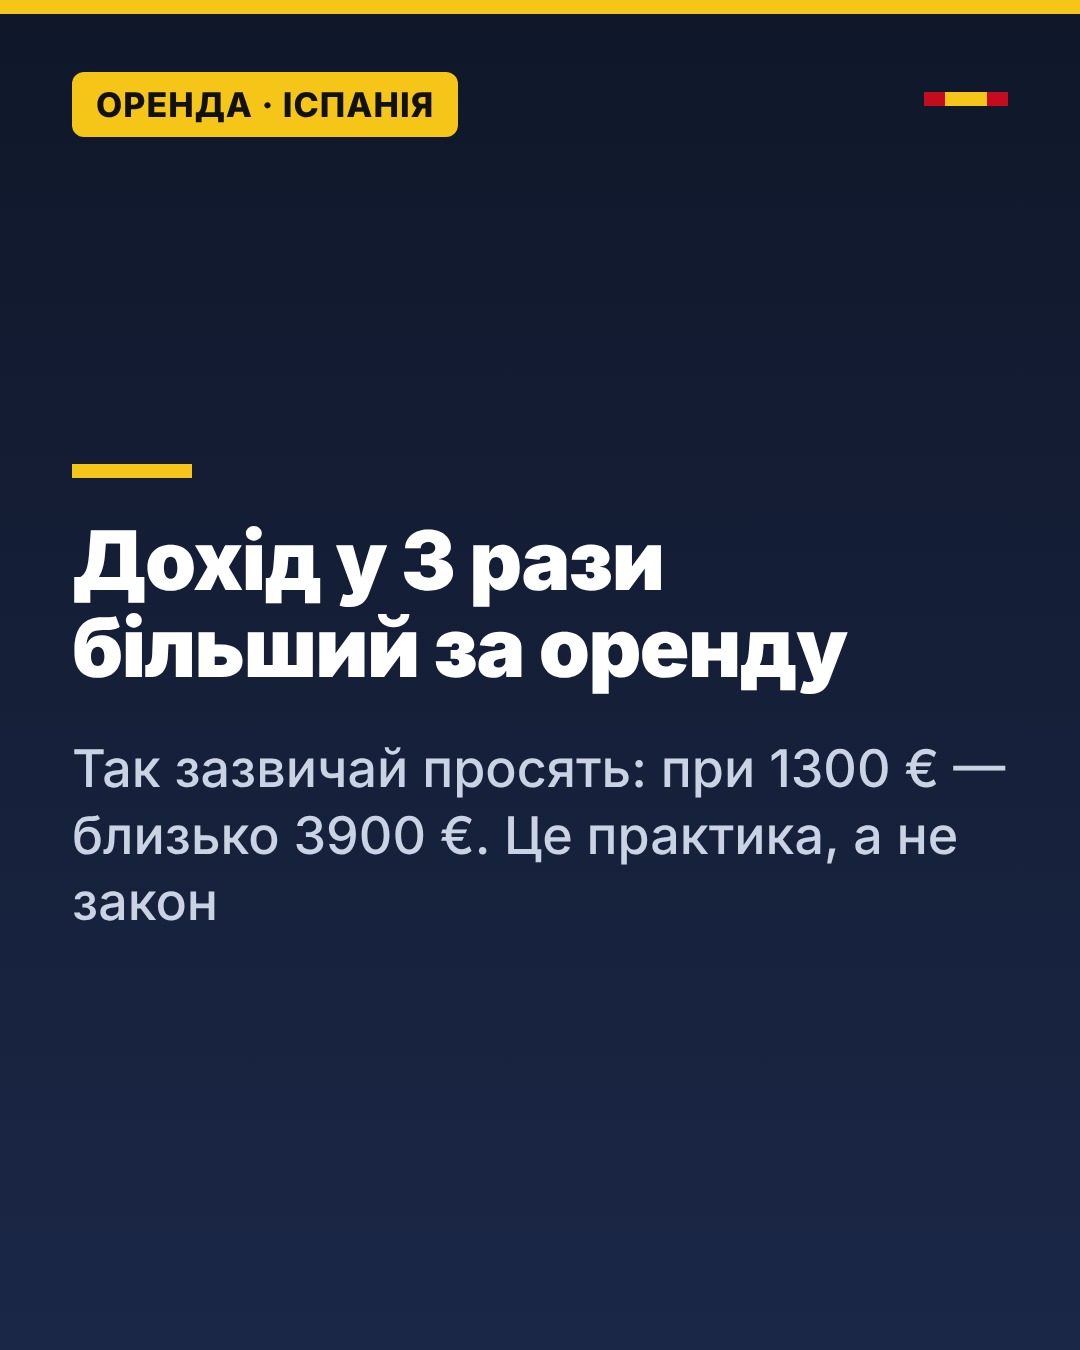 ОРЕНДА · ІСПАНІЯ
Дохід у 3 рази
більший за оренду
Так зазвичай просять: при 1300 € —
близько 3900 €. Це практика, а не
закон